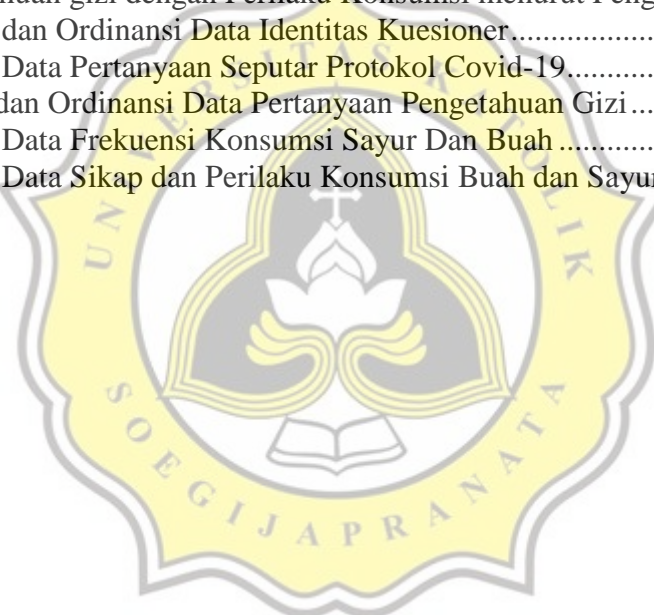 gizi dengan Perilaku Konsumsi menurut
dan Ordinansi Data Identitas Kuesioner....................
Data Pertanyaan Seputar Protokol Covid-19............
dan Ordinansi Data Pertanyaan Pengetahuan Gizi....
Data Frekuensi Konsumsi Sayur Dan Buah..............
Data Sikap dan Perilaku Konsumsi Buah dan Sayur
UNIVERSITAS KATOLIK
SOEGIJAPRANATA